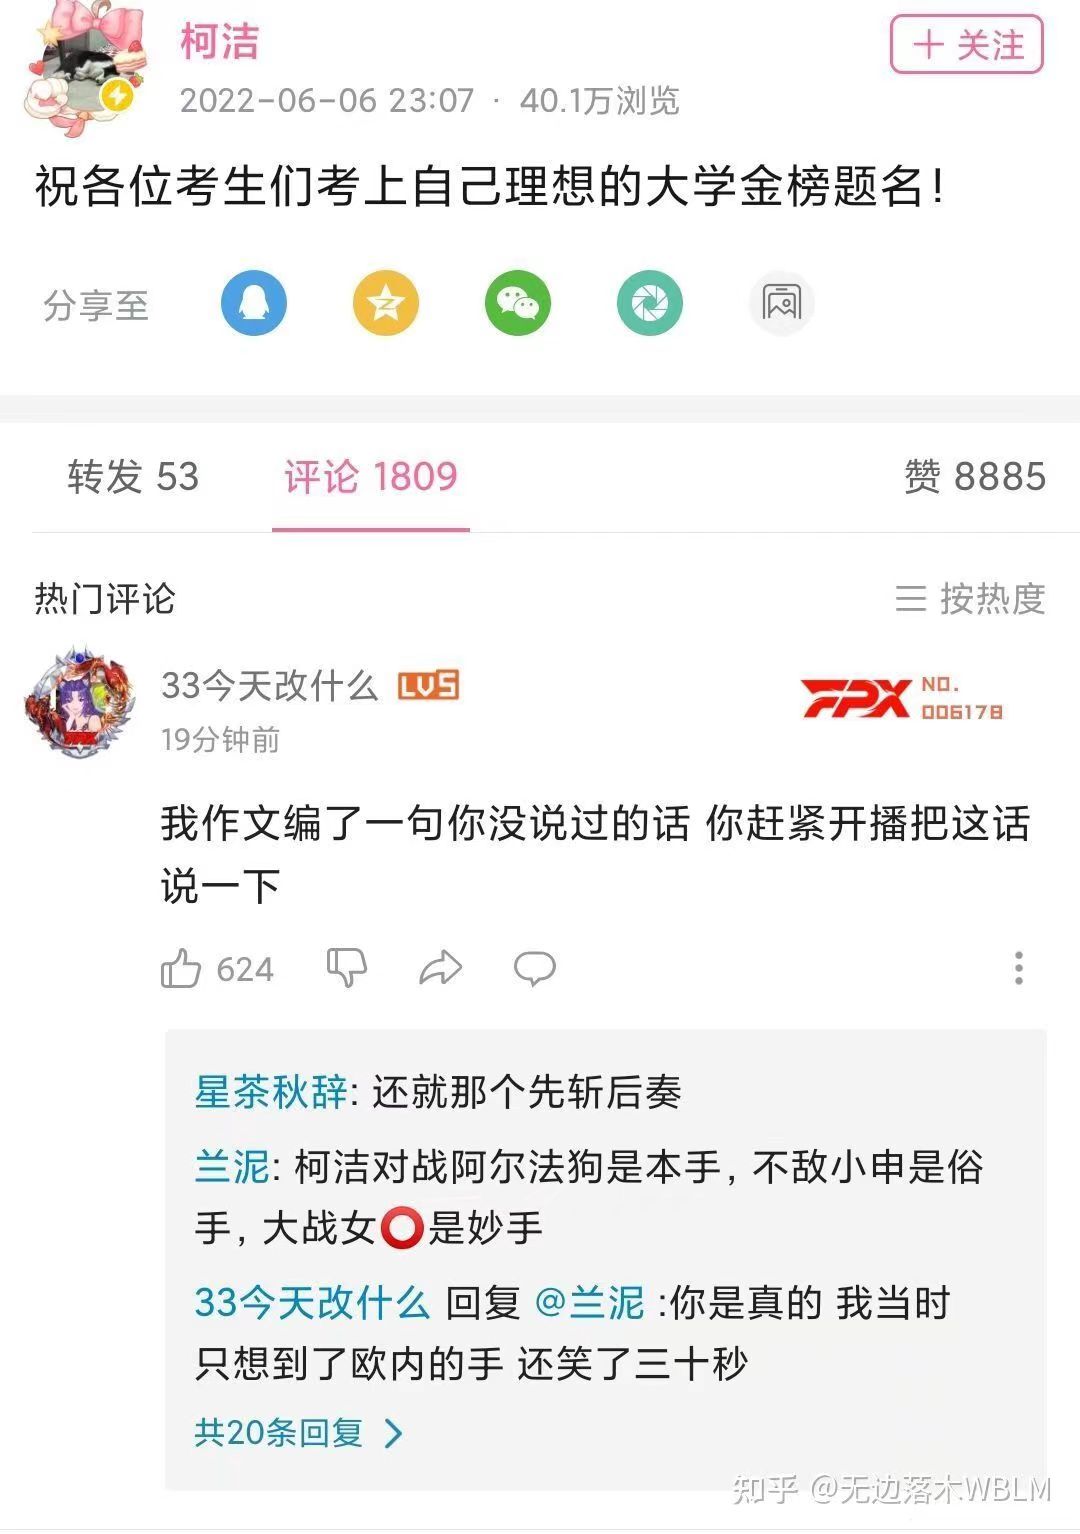 柯洁
+ 关注
2022-06-06 23:07 · 40.1万浏览
祝各位考生们考上自己理想的大学金榜题名!
分享至
转发 53
评论 1809
赞 8885
热门评论
按热度
33今天改什么 LV5
FPX NO.
006178
19分钟前
我作文编了一句你没说过的话 你赶紧开播把这话
说一下
624
星茶秋辞: 还就那个先斩后奏
兰泥: 柯洁对战阿尔法狗是本手, 不敌小申是俗
手, 大战女⭕是妙手
33今天改什么 回复 @兰泥 :你是真的 我当时
只想到了欧内的手 还笑了三十秒
共20条回复 >
知乎 @无边落木WBLM